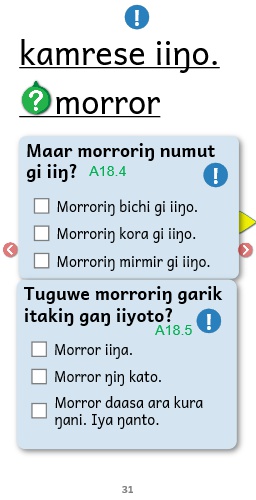 kamrese iiŋo.
morror
Maar morroriŋ numut
gi iiŋ? A18.4
Morroriŋ bichi gi iiŋo.
Morroriŋ kora gi iiŋo.
Morroriŋ mirmir gi iiŋo.
Tuguwe morroriŋ garik
itakiŋ gaŋ iiyoto?
A18.5
Morror iiŋa.
Morror ŋiŋ kato.
Morror daasa ara kura
ŋani. Iya ŋanto.
31